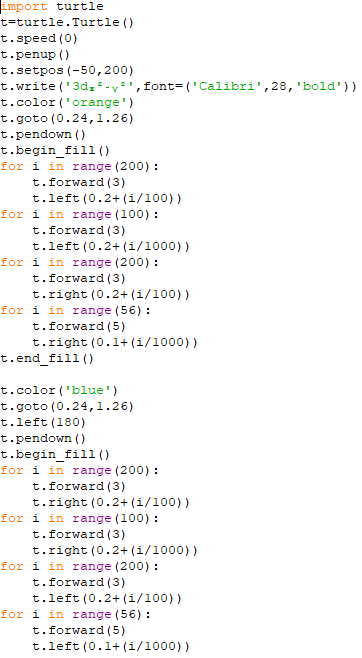 import turtle
t=turtle.Turtle()
t.speed(0)
t.penup()
t.setpos(-50,200)
t.write('3dₓ²-ᵧ²',font=('Calibri',28,'bold'))
t.color('orange')
t.goto(0.24,1.26)
t.pendown()
t.begin_fill()
for i in range(200):
    t.forward(3)
    t.left(0.2+(i/100))
for i in range(100):
    t.forward(3)
    t.left(0.2+(i/1000))
for i in range(200):
    t.forward(3)
    t.right(0.2+(i/100))
for i in range(56):
    t.forward(5)
    t.right(0.1+(i/1000))
t.end_fill()

t.color('blue')
t.goto(0.24,1.26)
t.left(180)
t.pendown()
t.begin_fill()
for i in range(200):
    t.forward(3)
    t.right(0.2+(i/100))
for i in range(100):
    t.forward(3)
    t.right(0.2+(i/1000))
for i in range(200):
    t.forward(3)
    t.left(0.2+(i/100))
for i in range(56):
    t.forward(5)
    t.left(0.1+(i/1000))